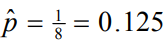 p̂ = 1/8 = 0.125